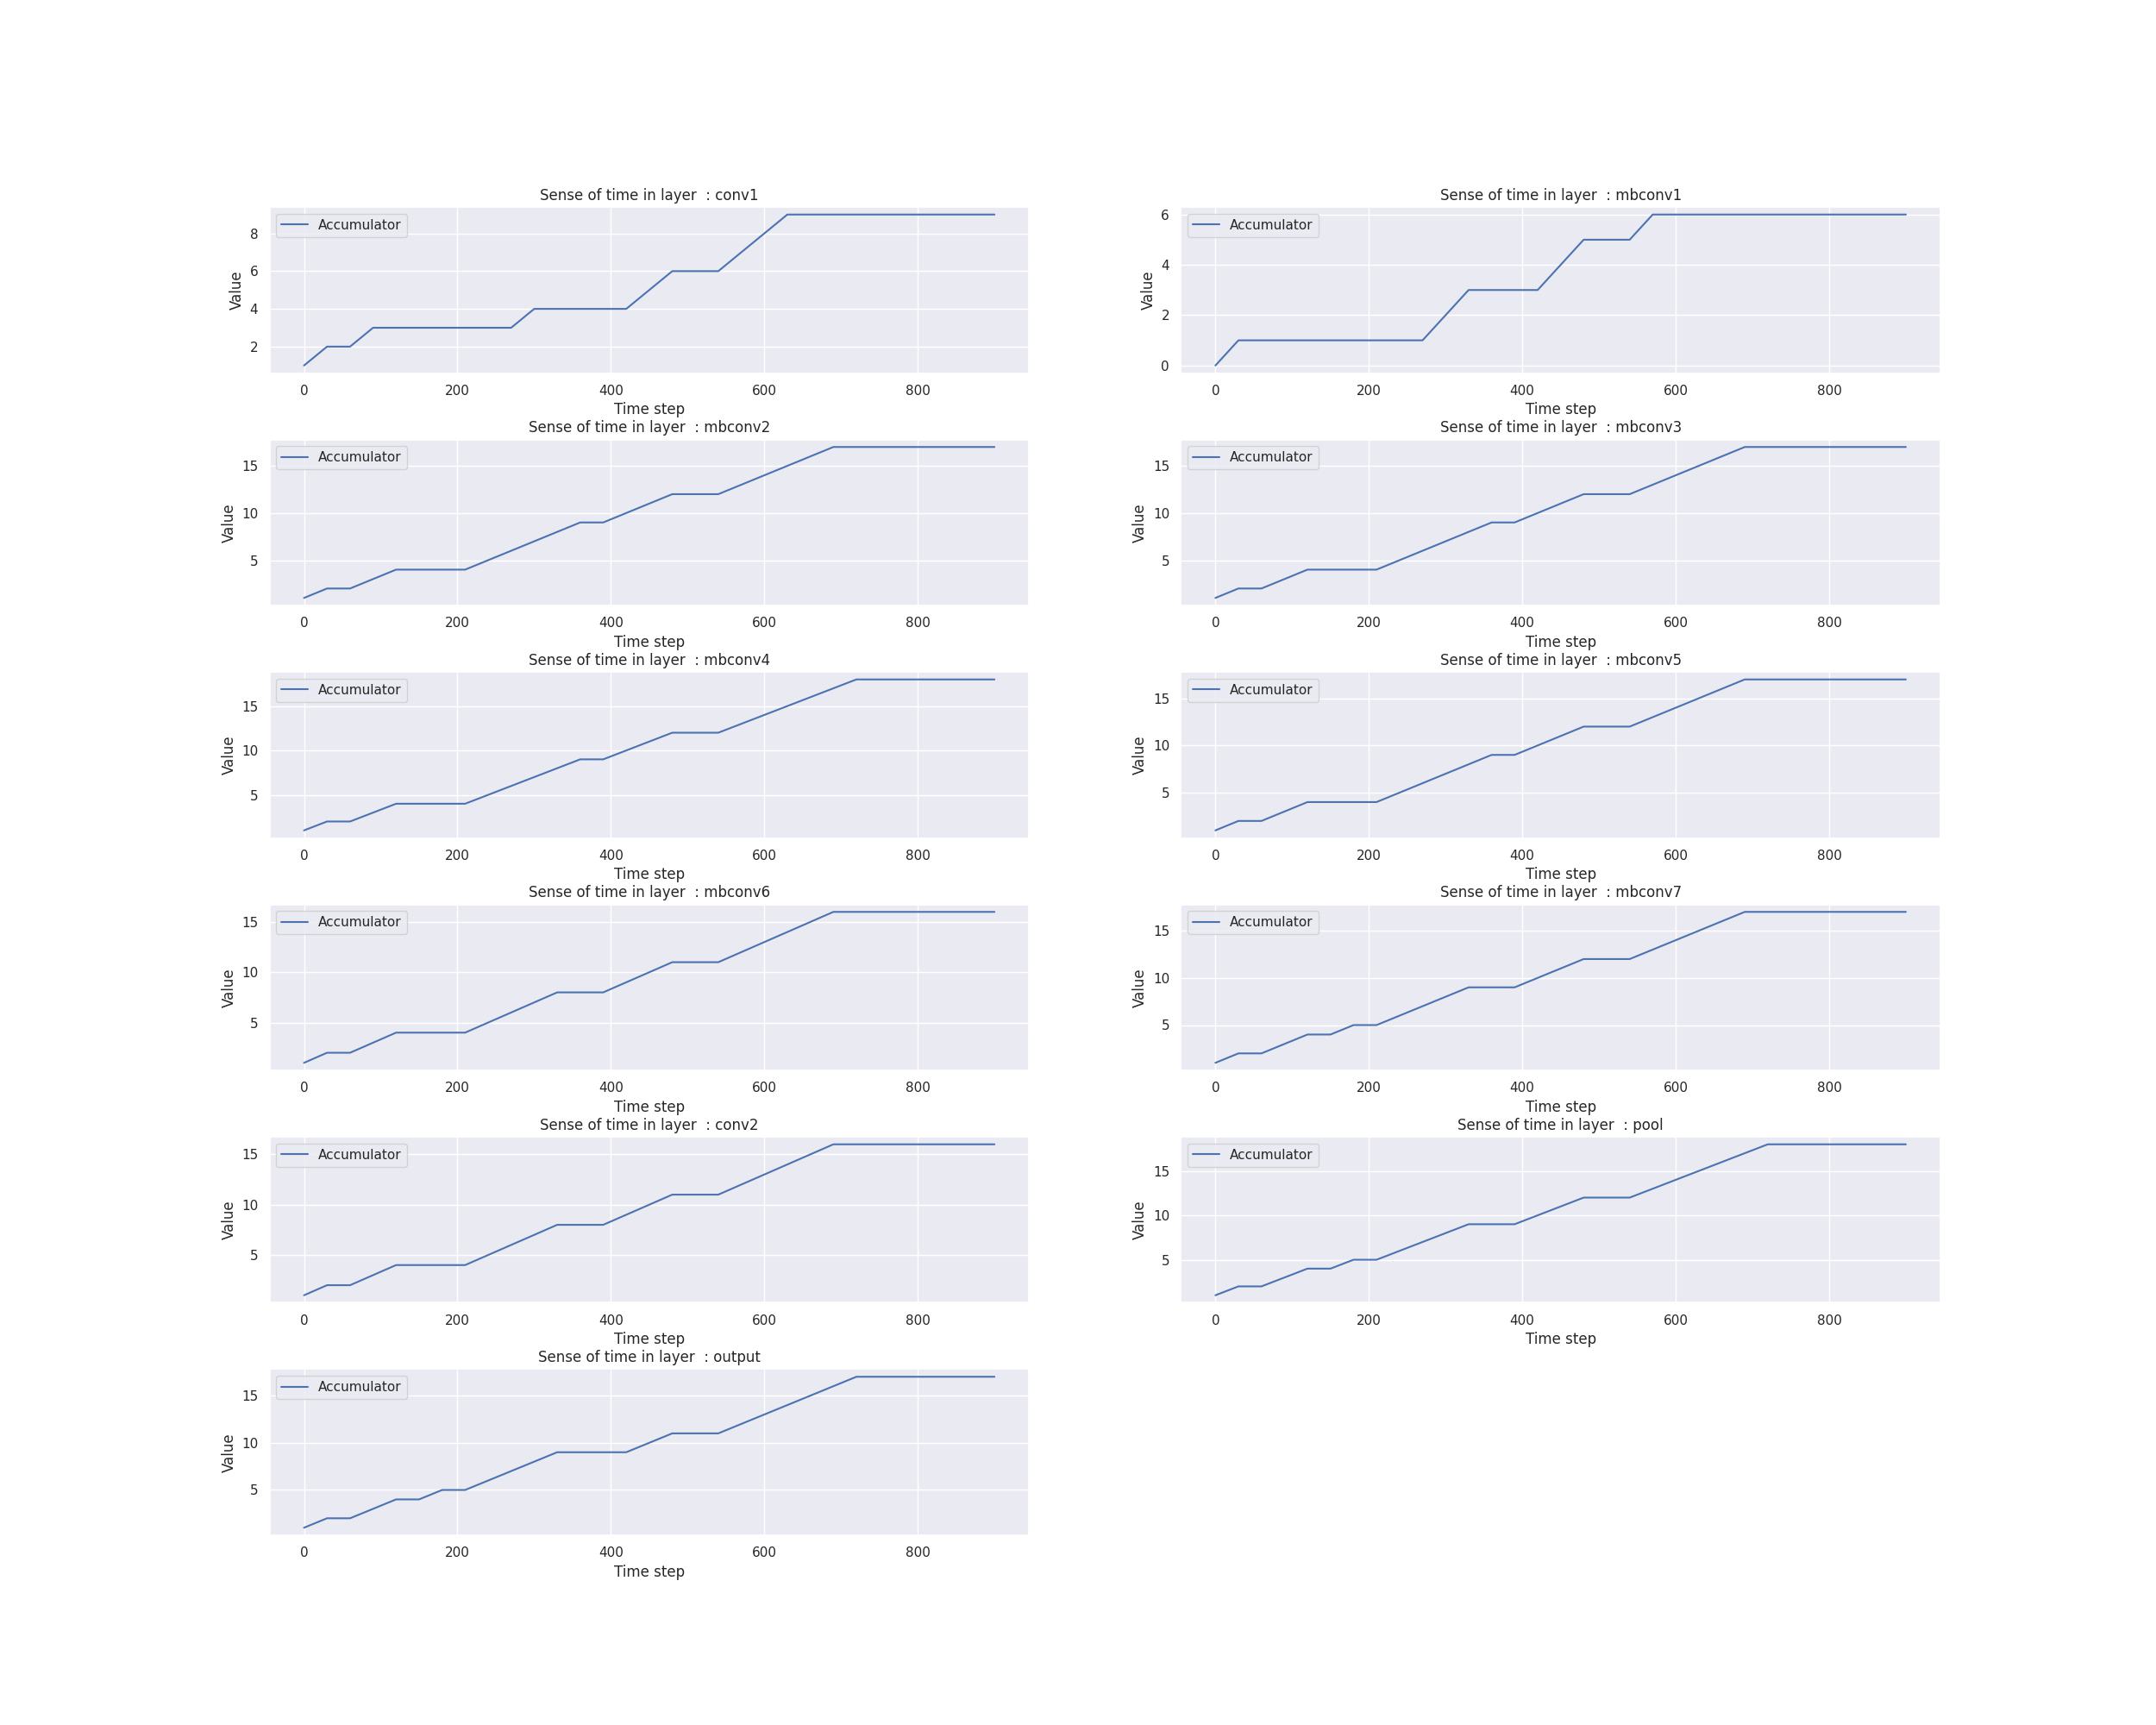 Sense of time in layer  : conv1
Accumulator
Value
8
6
4
2
0 200 400 600 800
Time step
Sense of time in layer  : mbconv1
Accumulator
Value
6
4
2
0
0 200 400 600 800
Time step
Sense of time in layer  : mbconv2
Accumulator
Value
15
10
5
0 200 400 600 800
Time step
Sense of time in layer  : mbconv3
Accumulator
Value
15
10
5
0 200 400 600 800
Time step
Sense of time in layer  : mbconv4
Accumulator
Value
15
10
5
0 200 400 600 800
Time step
Sense of time in layer  : mbconv5
Accumulator
Value
15
10
5
0 200 400 600 800
Time step
Sense of time in layer  : mbconv6
Accumulator
Value
15
10
5
0 200 400 600 800
Time step
Sense of time in layer  : mbconv7
Accumulator
Value
15
10
5
0 200 400 600 800
Time step
Sense of time in layer  : conv2
Accumulator
Value
15
10
5
0 200 400 600 800
Time step
Sense of time in layer  : pool
Accumulator
Value
15
10
5
0 200 400 600 800
Time step
Sense of time in layer  : output
Accumulator
Value
15
10
5
0 200 400 600 800
Time step